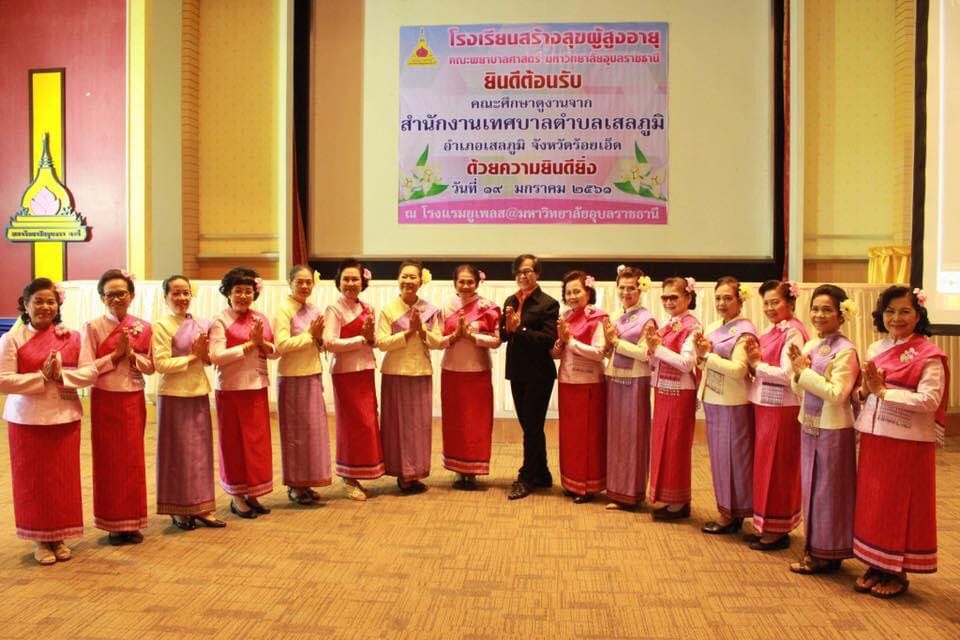 โรงเรียนสร้างสุขผู้สูงอายุ
คณะพยาบาลศาสตร์ มหาวิทยาลัยอุบลราชธานี
ยินดีต้อนรับ
คณะศึกษาดูงานจาก
สำนักงานเทศบาลตำบลเสลภูมิ
อำเภอเสลภูมิ จังหวัดร้อยเอ็ด
ด้วยความยินดียิ่ง
วันที่ ๑๙ มกราคม ๒๕๖๑
ณ โรงแรมยูเพลส@มหาวิทยาลัยอุบลราชธานี